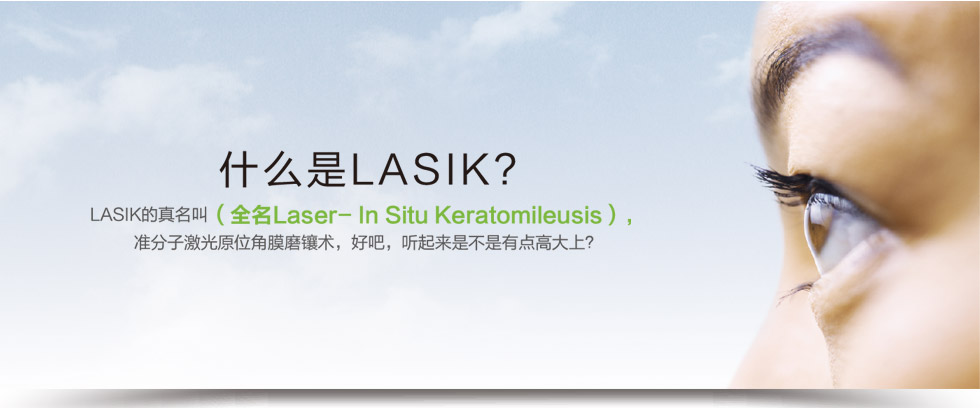 什么是LASIK?
LASIK的真名叫（全名Laser- In Situ Keratomileusis），
准分子激光原位角膜磨镶术，好吧，听起来是不是有点高大上?